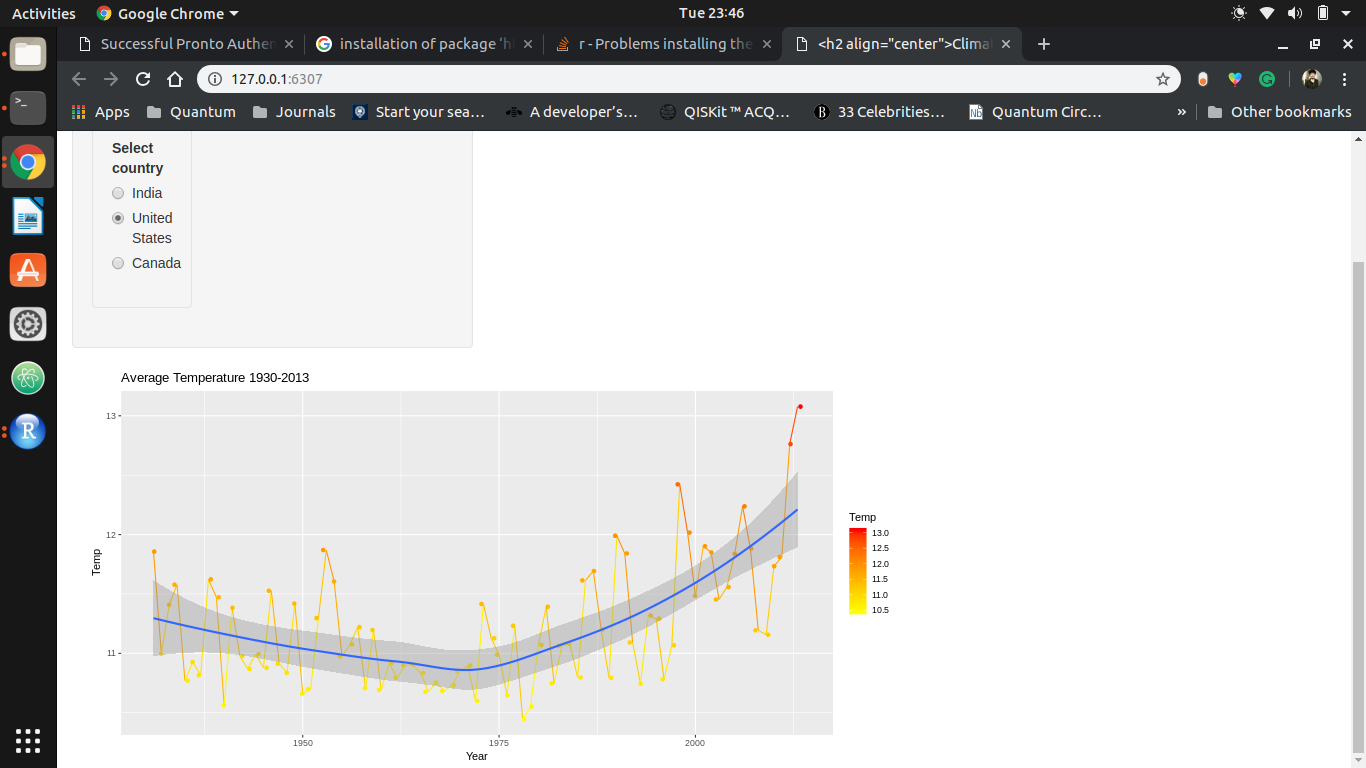 Activities Google Chrome Tue 23:46
Successful Pronto Authen
installation of package ‘h
r - Problems installing the
<h2 align="center">Clima
127.0.0.1:6307
Apps Quantum Journals Start your sea… A developer’s… QISKit ™ ACQ… 33 Celebrities… Quantum Circ… » Other bookmarks
Select
country
India
United
States
Canada
Average Temperature 1930-2013
13
12
11
Temp
1950 1975 2000
Year
Temp
13.0
12.5
12.0
11.5
11.0
10.5